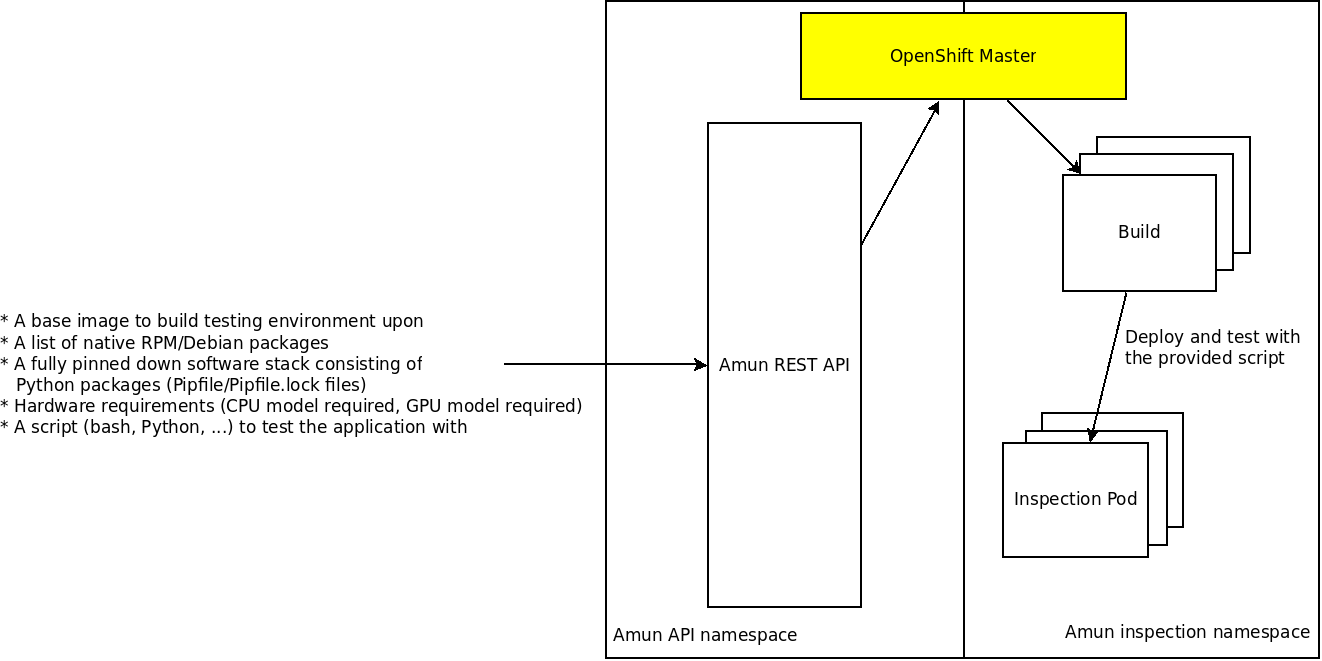 OpenShift Master
Build
* A base image to build testing environment upon
* A list of native RPM/Debian packages
* A fully pinned down software stack consisting of
Python packages (Pipfile/Pipfile.lock files)
* Hardware requirements (CPU model required, GPU model required)
* A script (bash, Python, ...) to test the application with
Amun REST API
Deploy and test with
the provided script
Inspection Pod
Amun API namespace
Amun inspection namespace